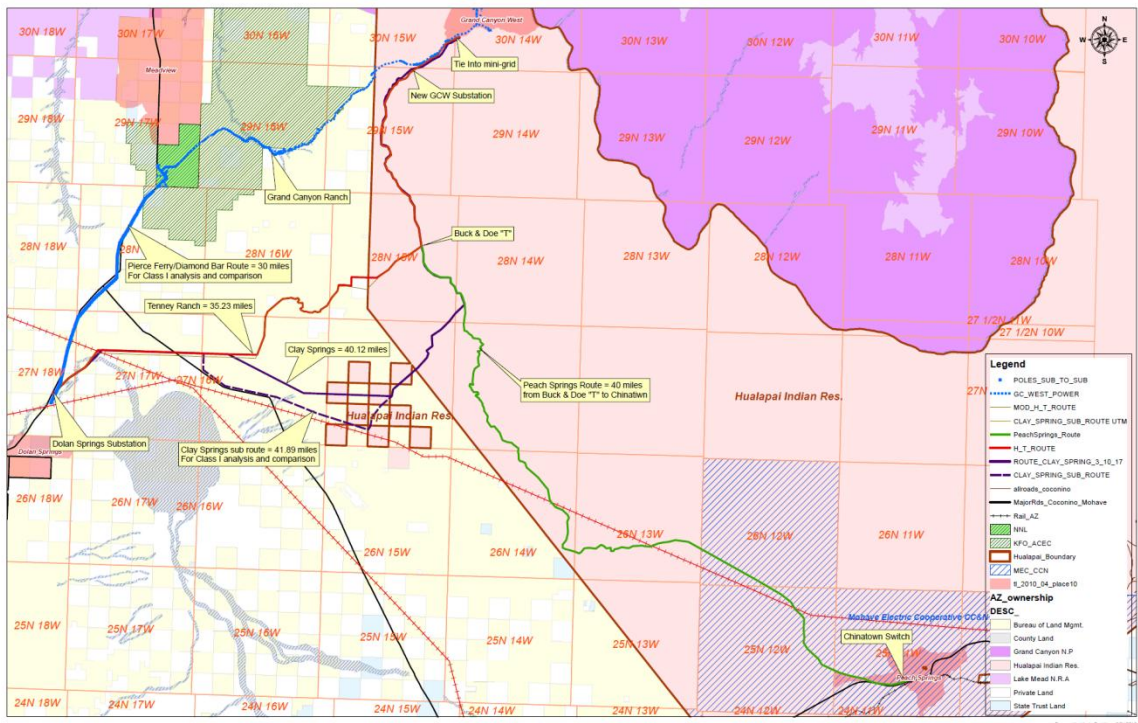 30N 18W
30N 17W
30N 16W
30N 15W
Grand Canyon West
30N 14W
30N 13W
30N 12W
30N 11W
30N 10W
N
W
E
S
Meadview
Tie Into mini-grid
New GCW Substation
29N 18W
29N 17W
29N 16W
29N 15W
29N 14W
29N 13W
29N 12W
29N 11W
29N 10W
Grand Canyon Ranch
Buck & Doe "T"
28N 18W
28N
28N 16W
28N 15W
28N 14W
28N 13W
28N 12W
28N 11W
28N 10W
Pierce Ferry/Diamond Bar Route = 30 miles
For Class I analysis and comparison
Tenney Ranch = 35.23 miles
27 1/2N 11W
27 1/2N 10W
Clay Springs = 40.12 miles
27N 18W
27N 17W
27N 16W
Peach Springs Route = 40 miles
from Buck & Doe "T" to Chinatiwn
Hualapai Indian Res.
Hualapai Indian Res.
27N
Dolan Springs Substation
Dolan Springs
Clay Springs sub route = 41.89 miles
For Class I analysis and comparison
26N 18W
26N 17W
26N 16W
26N 15W
26N 14W
26N 13W
26N 12W
26N 11W
25N 18W
25N 17W
25N 16W
25N 15W
25N 14W
25N 13W
25N 12W
Mohave Electric Cooperative CC&N
Chinatown Switch
Peach Springs
24N 18W
24N 17W
24N 16W
24N 15W
24N 14W
24N 13W
24N 12W
24N 11W
Legend
POLES_SUB_TO_SUB
GC_WEST_POWER
MOD_H_T_ROUTE
CLAY_SPRING_SUB_ROUTE UTM
PeachSprings_Route
H_T_ROUTE
ROUTE_CLAY_SPRING_3_10_17
CLAY_SPRING_SUB_ROUTE
allroads_coconino
MajorRds_Coconino_Mohave
Rail_AZ
NNL
KFO_ACEC
Hualapai_Boundary
MEC_CCN
tl_2010_04_place10
AZ_ownership
DESC_
Bureau of Land Mgmt.
County Land
Grand Canyon N.P
Hualapai Indian Res.
Lake Mead N.R.A
Private Land
State Trust Land